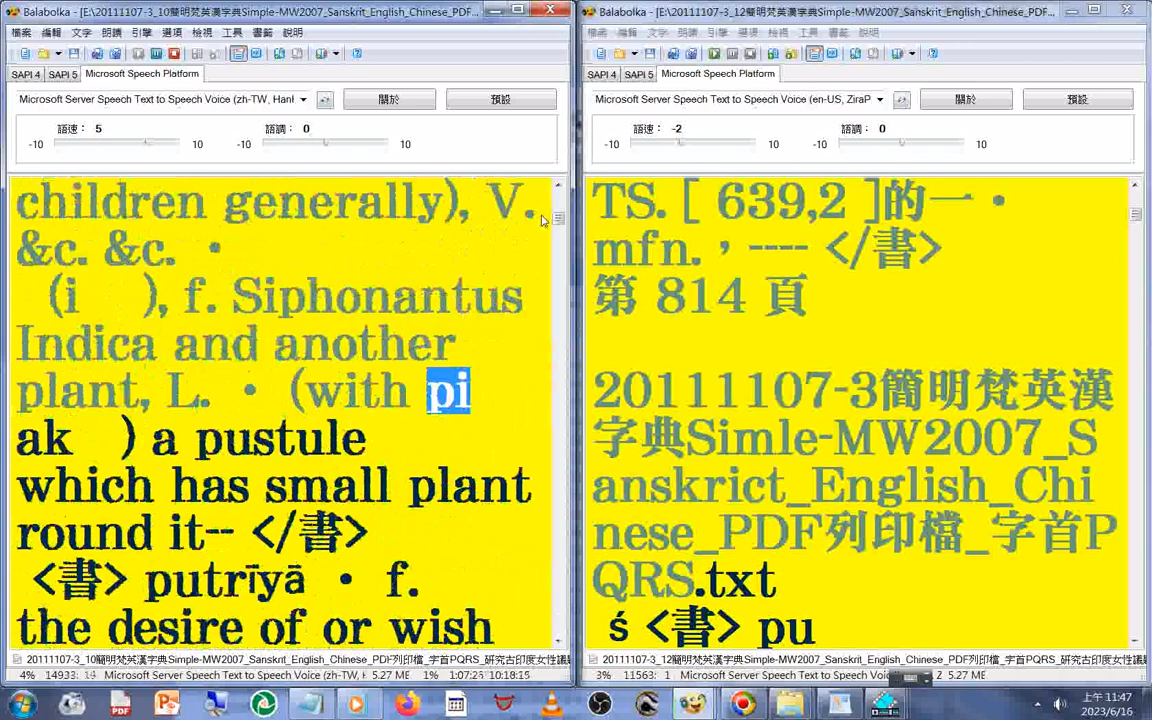 Balabolka - [E:\20111107-3_10簡明梵英漢字典Simple-MW2007_Sanskrit_English_Chinese_PDF...
檔案 編輯 文字 朗讀 引擎 選項 檢視 工具 書籤 說明
SAPI 4 SAPI 5 Microsoft Speech Platform
Microsoft Server Speech Text to Speech Voice (zh-TW, HanH
關於 預設
語速： 5 語調： 0
-10 10 -10 10
children generally), V.
&c. &c. •
(i ), f. Siphonantus
Indica and another
plant, L. • (with pi
ak ) a pustule
which has small plant
round it-- </書>
<書> putrīyā • f.
the desire of or wish
20111107-3_10簡明梵英漢字典Simple-MW2007_Sanskrit_English_Chinese_PDF列印檔_字首PQRS_研究古印度女性議
4% 14933: Microsoft Server Speech Text to Speech Voice (zh-TW, H 5.27 MB 1% 1:07:26 10:18:15
Balabolka - [E:\20111107-3_12簡明梵英漢字典Simple-MW2007_Sanskrit_English_Chinese_PDF...
檔案 編輯 文字 朗讀 引擎 選項 檢視 工具 書籤 說明
SAPI 4 SAPI 5 Microsoft Speech Platform
Microsoft Server Speech Text to Speech Voice (en-US, ZiraP
關於 預設
語速： -2 語調： 0
-10 10 -10 10
TS. [ 639,2 ]的一•
mfn.，---- </書>
第 814 頁
20111107-3簡明梵英漢
字典Simle-MW2007_S
anskrict_English_Chi
nese_PDF列印檔_字首P
QRS.txt
ś <書> pu
20111107-3_12簡明梵英漢字典Simple-MW2007_Sanskrit_English_Chinese_PDF列印檔_字首PQRS_研究古印度女性議
3% 11563: 1 Microsoft Server Speech Text to Speech Voice (en-US, Z 5.27 MB
上午 11:47
2023/6/16